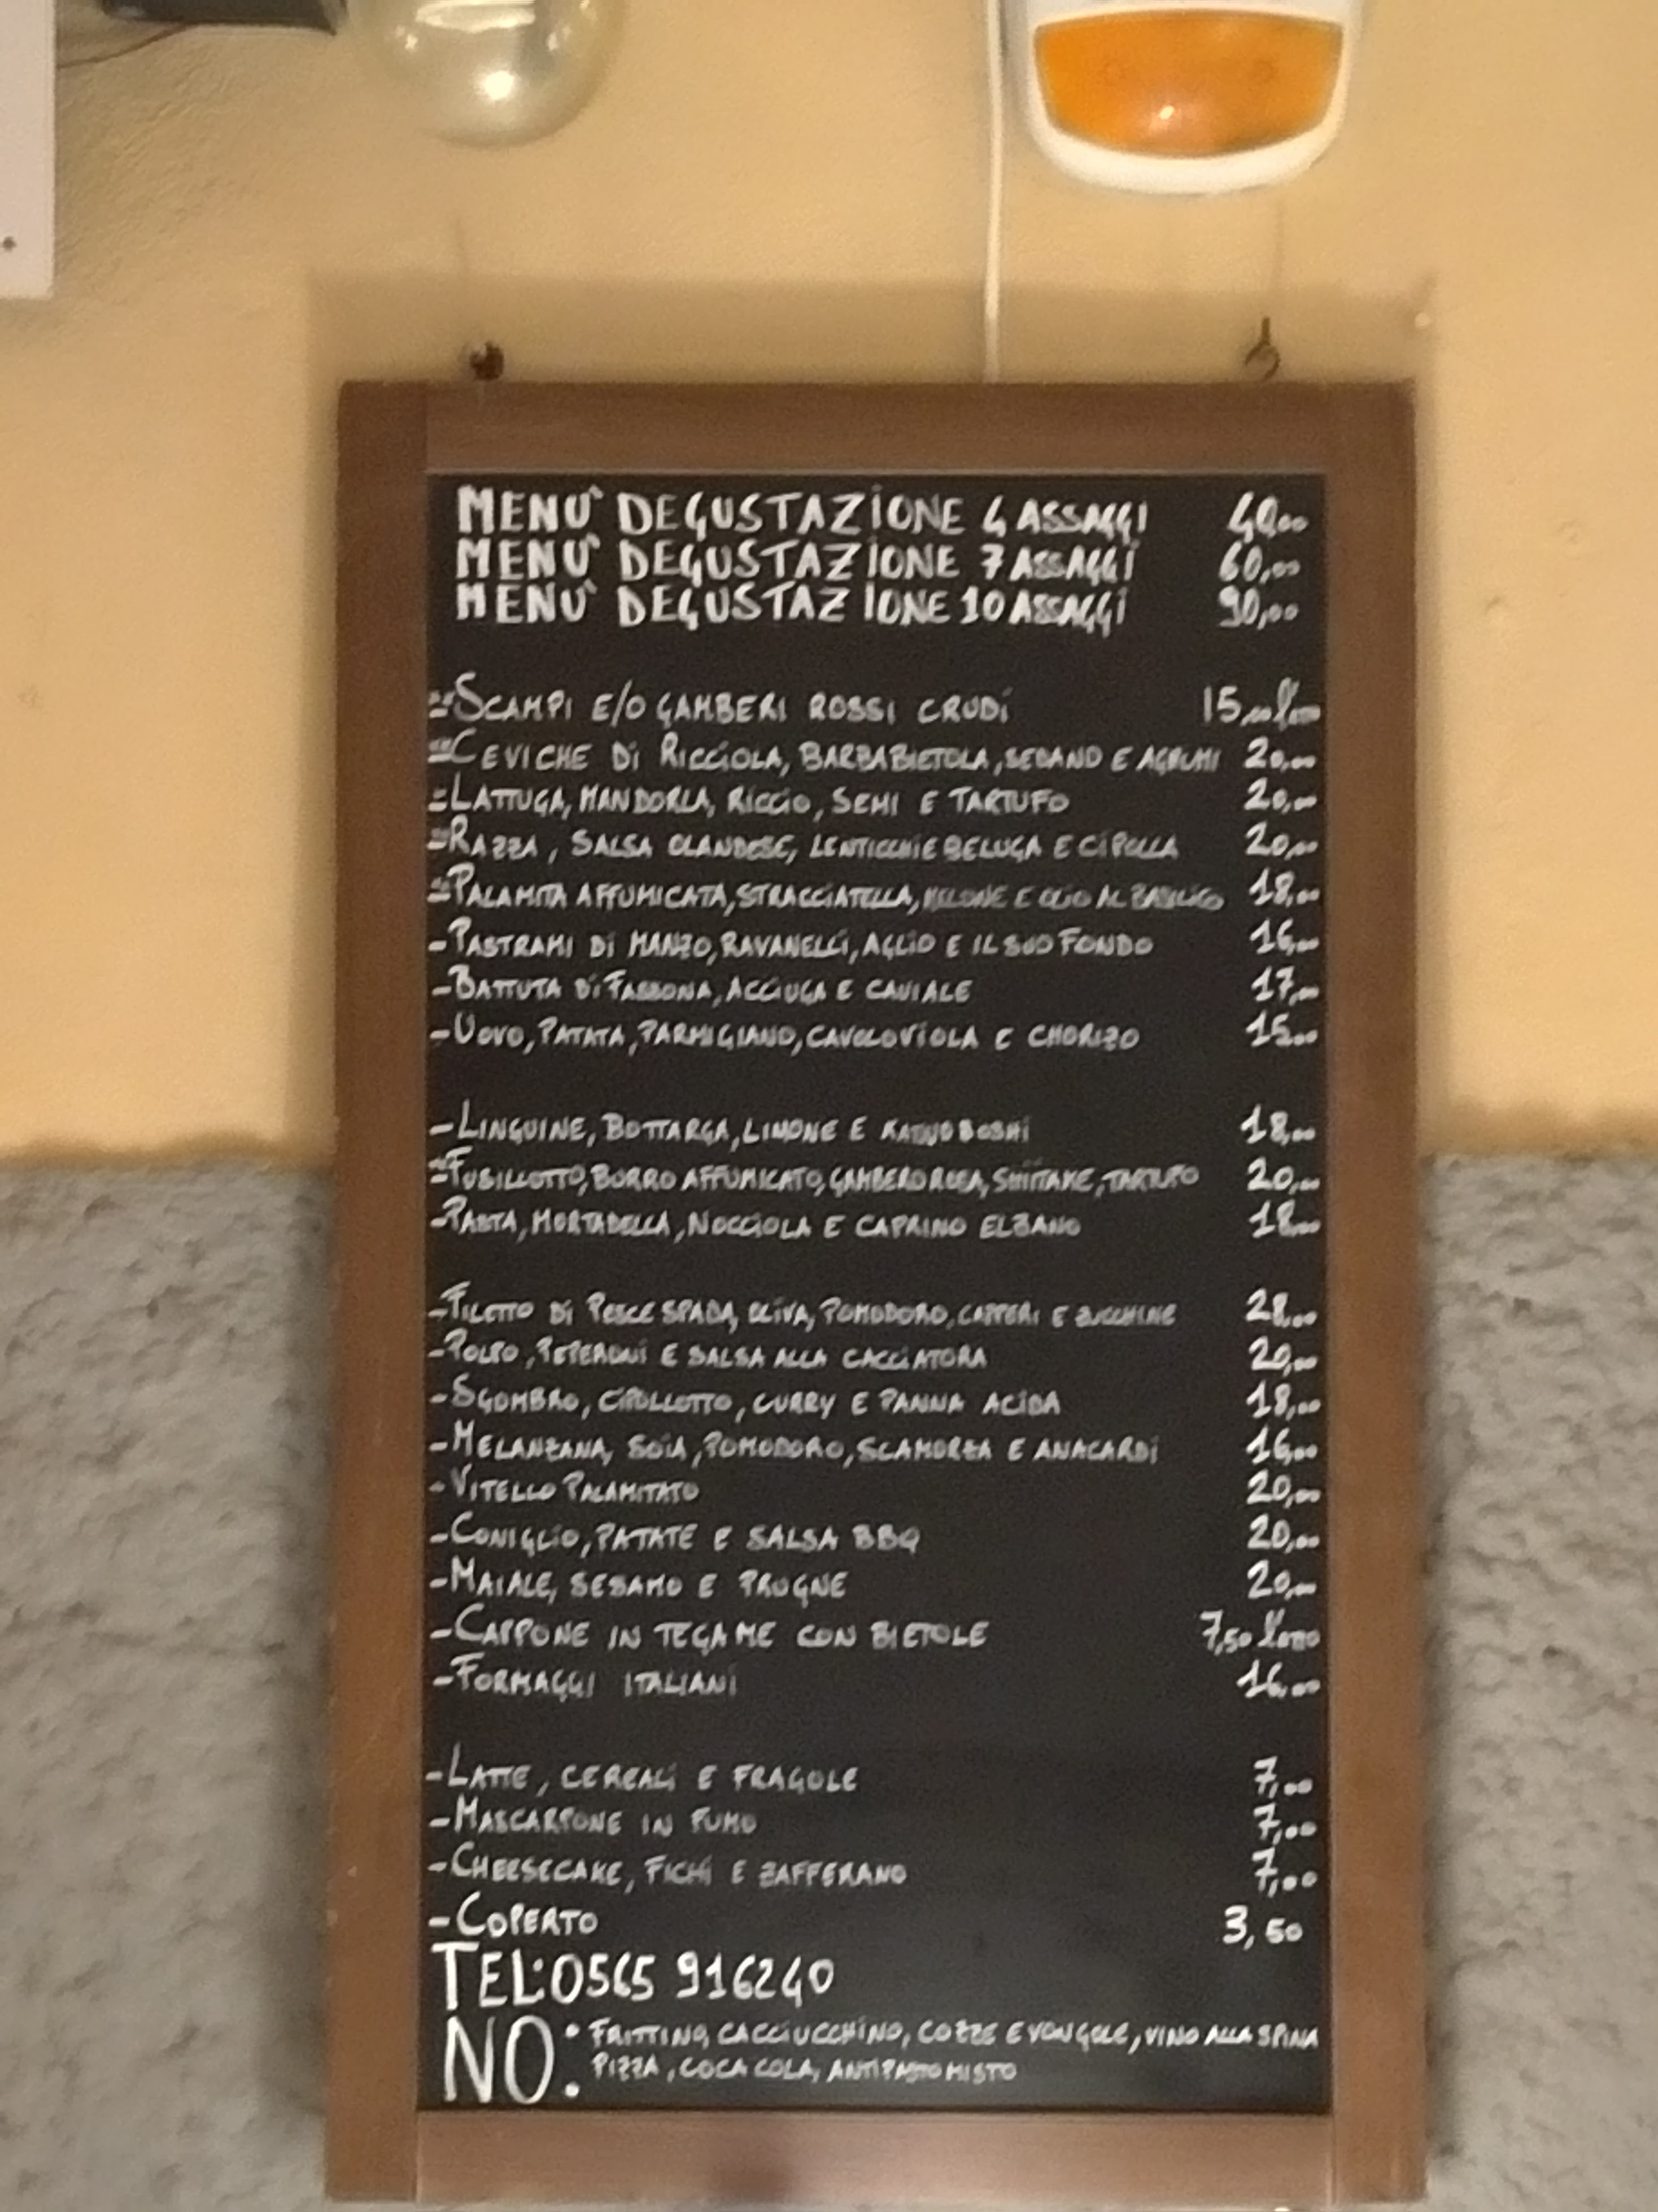 MENU' DEGUSTAZIONE 4 ASSAGGI 40,00
MENU' DEGUSTAZIONE 7 ASSAGGI 60,00
MENU' DEGUSTAZIONE 10 ASSAGGI 90,00
SCAMPI E/O GAMBERI ROSSI CRUDI 15,00 l'etto
CEVICHE DI RICCIOLA, BARBABIETOLA, SEDANO E AGRUMI 20,00
LATTUGA, MANDORLA, RICCIO, SEMI E TARTUFO 20,00
RAZZA, SALSA OLANDESE, LENTICCHIE BELUGA E CIPOLLA 20,00
PALAMITA AFFUMICATA, STRACCIATELLA, MELONE E OLIO AL BASILICO 18,00
-PASTRAMI DI MANZO, RAVANELLI, AGLIO E IL SUO FONDO 16,00
-BATTUTA DI FASSONA, ACCIUGA E CAVIALE 17,00
-UOVO, PATATA, PARMIGIANO, CAVOLO VIOLA E CHORIZO 15,00
-LINGUINE, BOTTARGA, LIMONE E KATSUOBOSHI 18,00
FUSILLOTTO, BURRO AFFUMICATO, GAMBERO ROSA, SHIITAKE, TARTUFO 20,00
-PASTA, MORTADELLA, NOCCIOLA E CAPRINO ELBANO 18,00
-FILETTO DI PESCE SPADA, OLIVA, POMODORO, CAPPERI E ZUCCHINE 28,00
-POLPO, PEPERONI E SALSA ALLA CACCIATORA 20,00
-SGOMBRO, CIPOLLOTTO, CURRY E PANNA ACIDA 18,00
-MELANZANA, SOIA, POMODORO, SCAMORZA E ANACARDI 16,00
-VITELLO PALAMITATO 20,00
-CONIGLIO, PATATE E SALSA BBQ 20,00
-MAIALE, SESAMO E PRUGNE 20,00
-CAPPONE IN TEGAME CON BIETOLE 7,50 l'etto
-FORMAGGI ITALIANI 16,00
-LATTE, CEREALI E FRAGOLE 7,00
-MASCARPONE IN FUMO 7,00
-CHEESECAKE, FICHI E ZAFFERANO 7,00
-COPERTO 3,50
TEL:0565 916240
NO: FRITTINO, CACCIUCCHINO, COZZE E VONGOLE, VINO ALLA SPINA
PIZZA, COCA COLA, ANTIPASTO MISTO